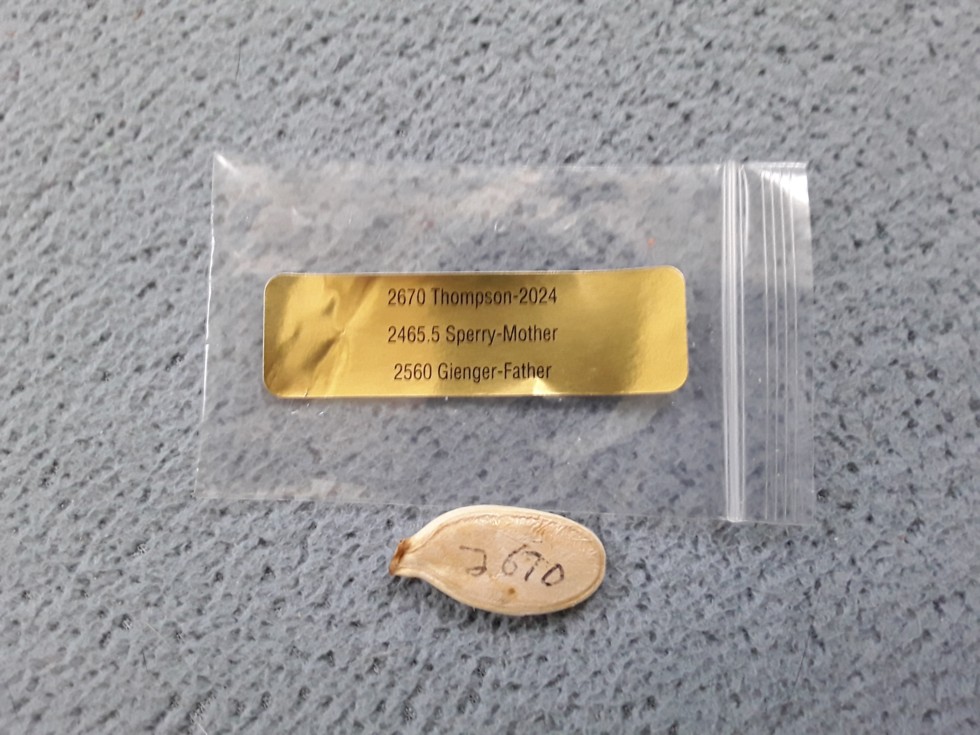 2670 Thompson-2024
2465.5 Sperry-Mother
2560 Gienger-Father
2670